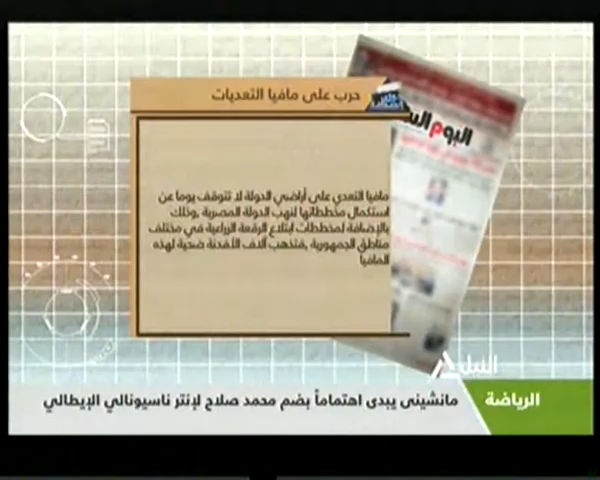 حرب على مافيا التعديات
اليوم
مافيا التعدي على أراضي الدولة لا تتوقف يوما عن
استكمال مخططاتها لنهب الدولة المصرية ,وذلك
بالإضافة لمخططات ابتلاع الرقعة الزراعية في مختلف
مناطق الجمهورية ,فتذهب آلاف الأفدنة ضحية لهذه
المافيا
النيل
الرياضة
مانشينى يبدى اهتماماً بضم محمد صلاح لإنتر ناسيونالي الإيطالي